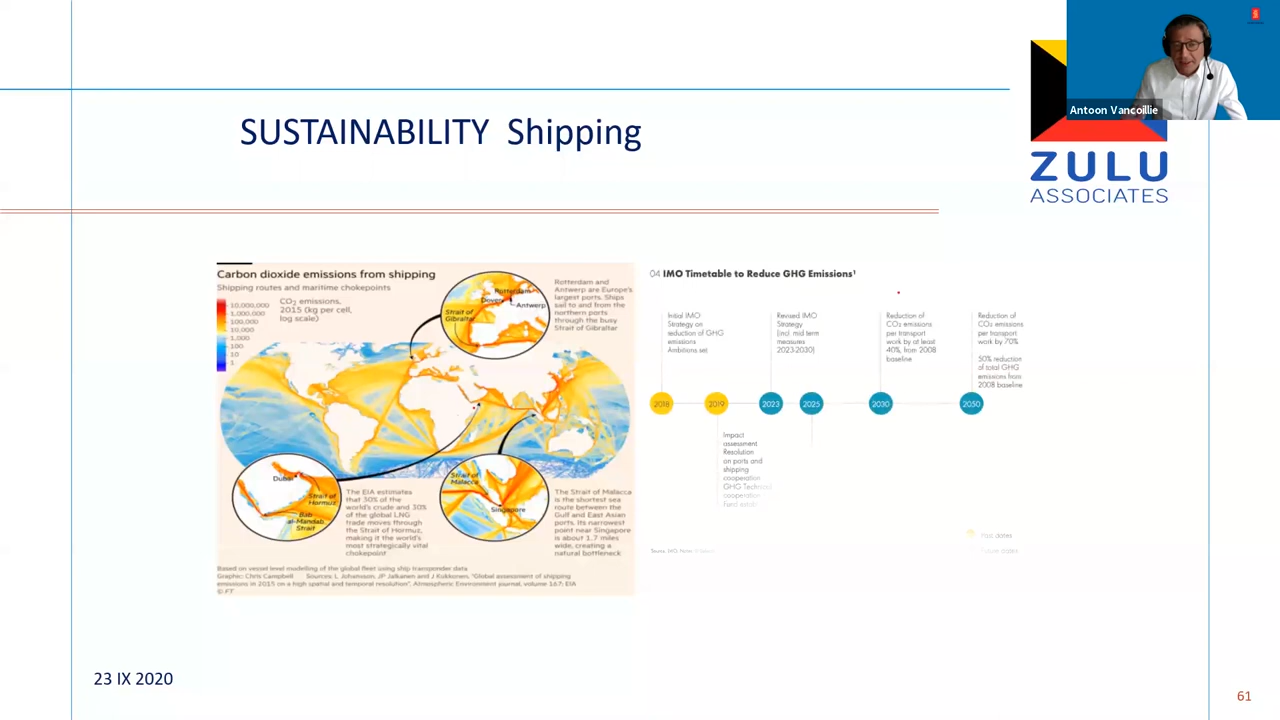 Antoon Vancoillie
SUSTAINABILITY Shipping
ZULU
ASSOCIATES
Carbon dioxide emissions from shipping
Shipping routes and maritime chokepoints
CO2 emissions,
2015 (kg per cell,
log scale)
10,000,000
1,000,000
100,000
10,000
1,000
100
10
1
Rotterdam
Dover
Antwerp
Strait of
Gibraltar
Rotterdam and
Antwerp are Europe's
largest ports. Ships
sail to and from the
northern ports
through the busy
Strait of Gibraltar
Dubai
Strait of
Hormuz
Bab
al-Mandab
Strait
The EIA estimates
that 30% of the
world's crude and 30%
of the global LNG
trade moves through
the Strait of Hormuz,
making it the world's
most strategically vital
chokepoint
Strait of
Malacca
Singapore
The Strait of Malacca
is the shortest sea
route between the
Gulf and East Asian
ports. Its narrowest
point near Singapore
is about 1.7 miles
wide, creating a
natural bottleneck
Based on vessel level modelling of the global fleet using ship transponder data
Graphic: Chris Campbell Sources: L Johansson, JP Jalkanen and J Kukkonen, "Global assessment of shipping
emissions in 2015 on a high spatial and temporal resolution". Atmospheric Environment journal, volume 167; EIA
© FT
04 IMO Timetable to Reduce GHG Emissions¹
Initial IMO
Strategy on
reduction of GHG
emissions
Ambitions set
Revised IMO
Strategy
(incl. mid term
measures
2023-2030)
Reduction of
CO2 emissions
per transport
work by at least
40%, from 2008
baseline
Reduction of
CO2 emissions
per transport
work by 70%
50% reduction
of total GHG
emissions from
2008 baseline
2018
2019
2023
2025
2030
2050
Impact
assessment
Resolution
on ports and
shipping
cooperation
GHG Technical
cooperation
23 IX 2020
61